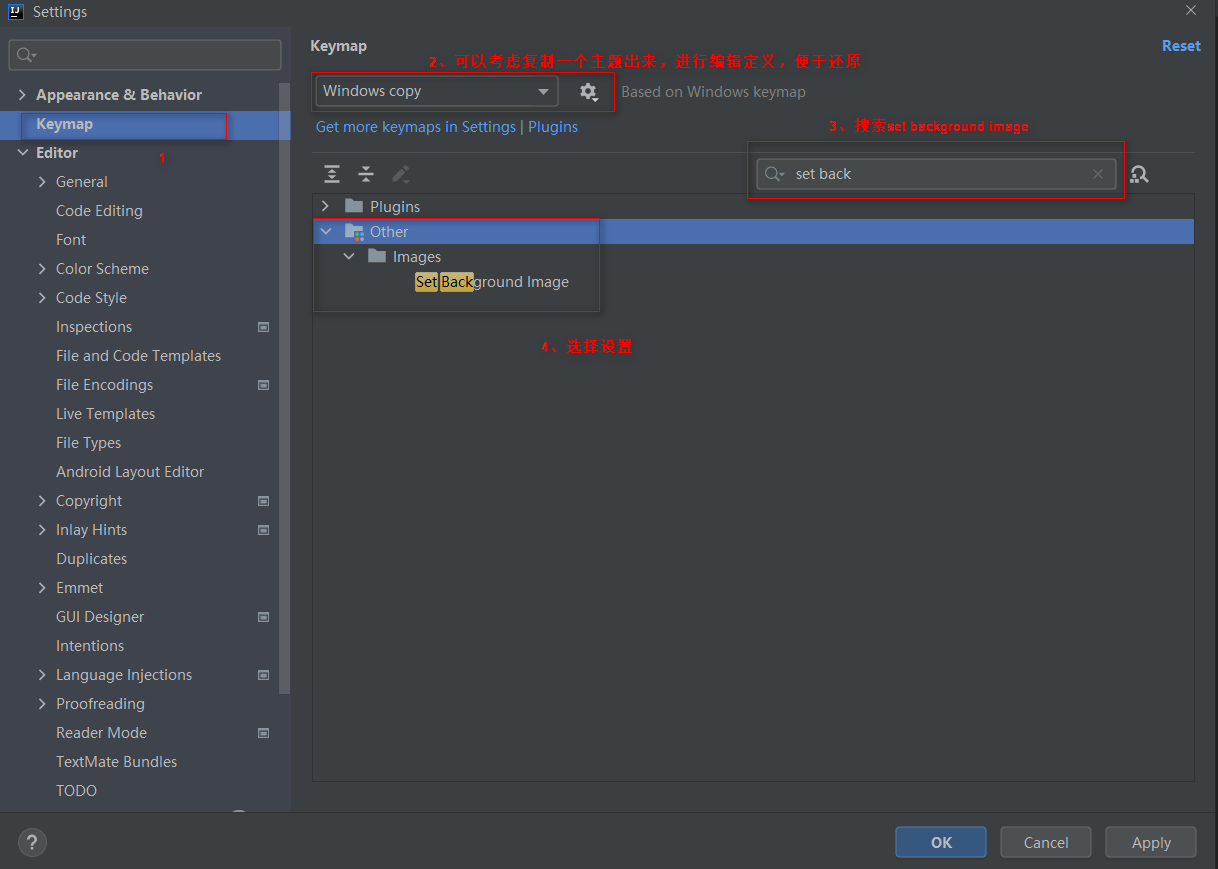 Settings
Keymap
Reset
2、可以考虑复制一个主题出来，进行编辑定义，便于还原
Windows copy
Based on Windows keymap
Get more keymaps in Settings | Plugins
3、搜索set background image
set back
Plugins
Other
Images
Set Background Image
4、选择设置
Appearance & Behavior
Keymap
1
Editor
General
Code Editing
Font
Color Scheme
Code Style
Inspections
File and Code Templates
File Encodings
Live Templates
File Types
Android Layout Editor
Copyright
Inlay Hints
Duplicates
Emmet
GUI Designer
Intentions
Language Injections
Proofreading
Reader Mode
TextMate Bundles
TODO
?
OK
Cancel
Apply